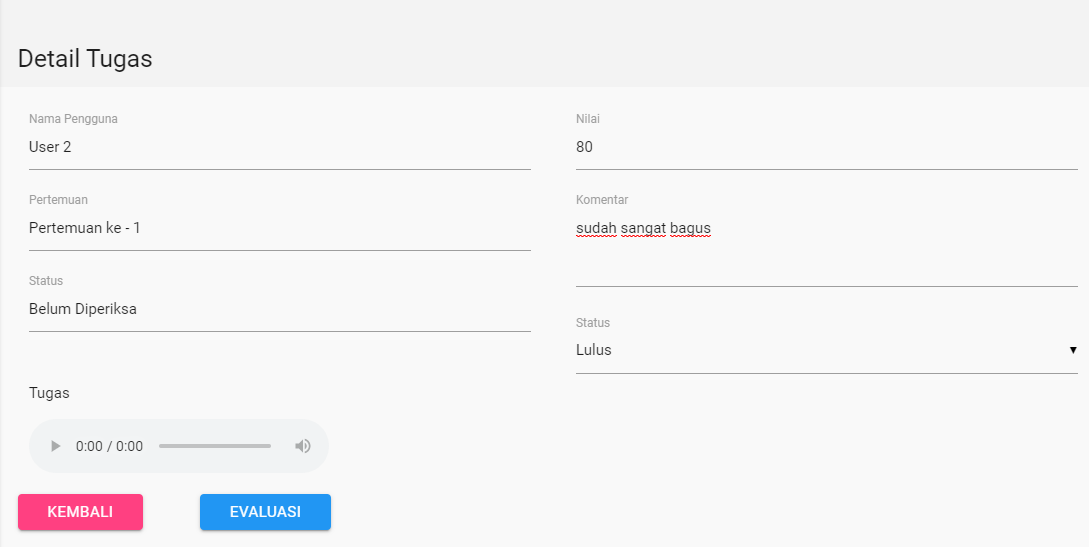 Detail Tugas
Nama Pengguna
User 2
Pertemuan
Pertemuan ke - 1
Status
Belum Diperiksa
Tugas
0:00 / 0:00
Nilai
80
Komentar
sudah sangat bagus
Status
Lulus
KEMBALI
EVALUASI